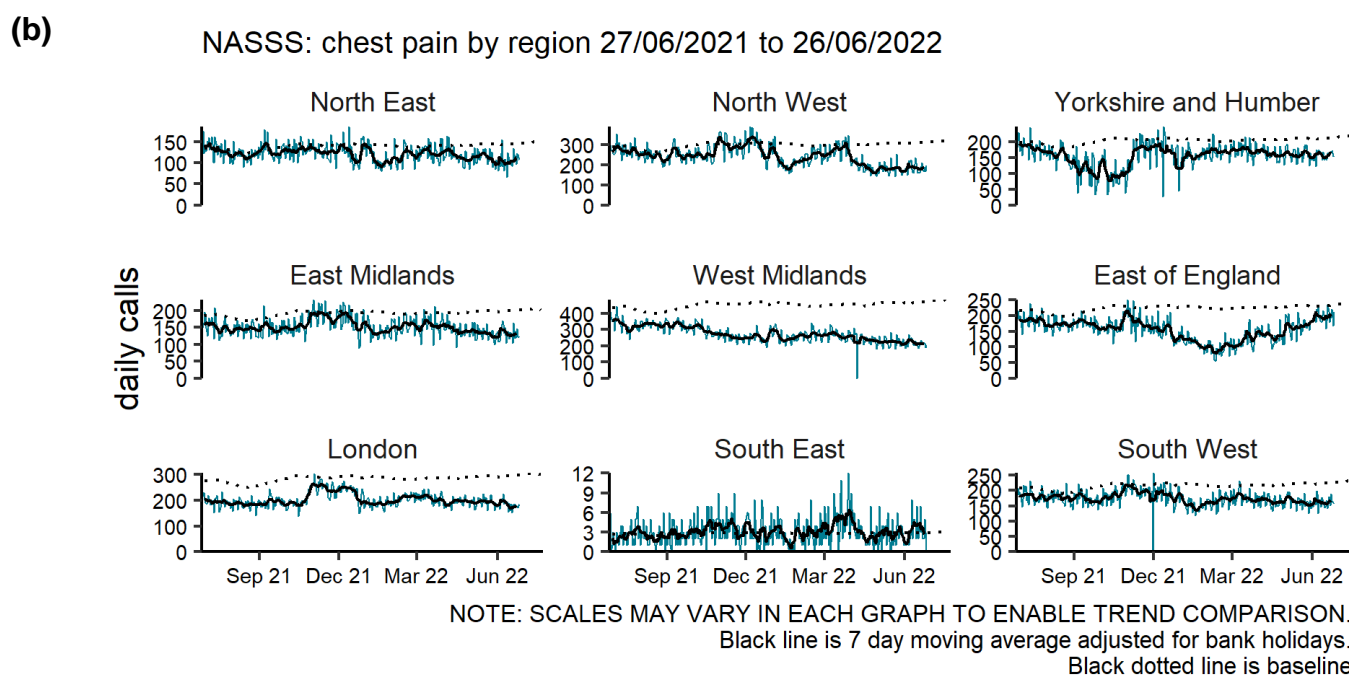 (b)
NASSS: chest pain by region 27/06/2021 to 26/06/2022
North East
North West
Yorkshire and Humber
150
100
50
0
300
200
100
0
200
150
100
50
0
East Midlands
West Midlands
East of England
200
150
100
50
0
400
300
200
100
0
250
200
150
100
50
0
daily calls
London
South East
South West
300
200
100
0
12
9
6
3
0
250
200
150
100
50
0
Sep 21 Dec 21 Mar 22 Jun 22
Sep 21 Dec 21 Mar 22 Jun 22
Sep 21 Dec 21 Mar 22 Jun 22
NOTE: SCALES MAY VARY IN EACH GRAPH TO ENABLE TREND COMPARISON.
Black line is 7 day moving average adjusted for bank holidays.
Black dotted line is baseline